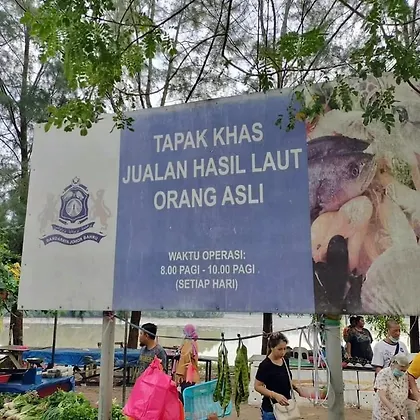 TAPAK KHAS
JUALAN HASIL LAUT
ORANG ASLI
WAKTU OPERASI:
8.00 PAGI - 10.00 PAGI
(SETIAP HARI)